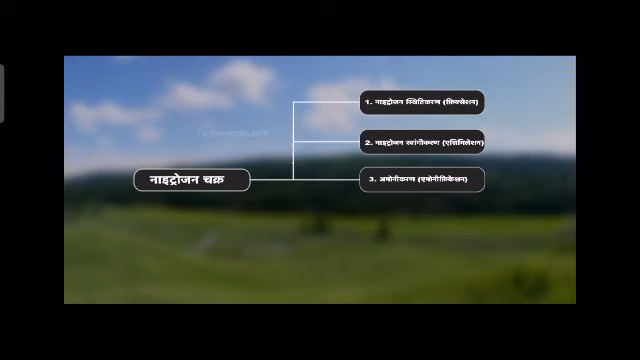 1. नाइट्रोजन स्थितिकरण (फ़िक्सेशन)
2. नाइट्रोजन स्वांगीकरण (एसिमिलेशन)
नाइट्रोजन चक्र
3. अमोनीकरण (एमोनीफ़िकेशन)